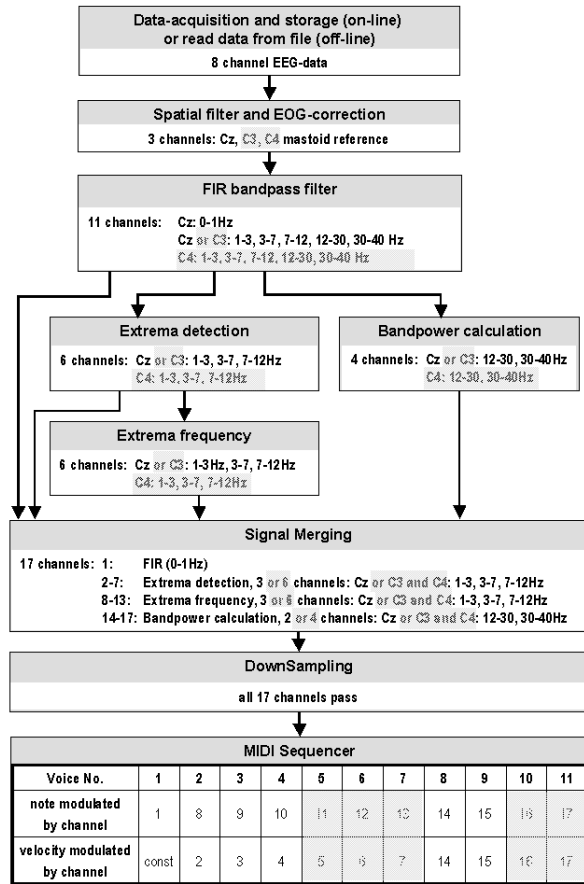 Data-acquisition and storage (on-line)
or read data from file (off-line)
8 channel EEG-data
Spatial filter and EOG-correction
3 channels: Cz, C3, C4 mastoid reference
FIR bandpass filter
11 channels: Cz: 0-1Hz
Cz or C3: 1-3, 3-7, 7-12, 12-30, 30-40 Hz
C4: 1-3, 3-7, 7-12, 12-30, 30-40 Hz
Extrema detection
6 channels: Cz or C3: 1-3, 3-7, 7-12Hz
C4: 1-3, 3-7, 7-12Hz
Bandpower calculation
4 channels: Cz or C3: 12-30, 30-40Hz
C4: 12-30, 30-40Hz
Extrema frequency
6 channels: Cz or C3: 1-3Hz, 3-7, 7-12Hz
C4: 1-3, 3-7, 7-12Hz
Signal Merging
17 channels: 1: FIR (0-1Hz)
2-7: Extrema detection, 3 or 6 channels: Cz or C3 and C4: 1-3, 3-7, 7-12Hz
8-13: Extrema frequency, 3 or 6 channels: Cz or C3 and C4: 1-3, 3-7, 7-12Hz
14-17: Bandpower calculation, 2 or 4 channels: Cz or C3 and C4: 12-30, 30-40Hz
DownSampling
all 17 channels pass
MIDI Sequencer
Voice No. 1 2 3 4 5 6 7 8 9 10 11
note modulated
by channel 1 8 9 10 11 12 13 14 15 16 17
velocity modulated
by channel const 2 3 4 5 6 7 14 15 16 17